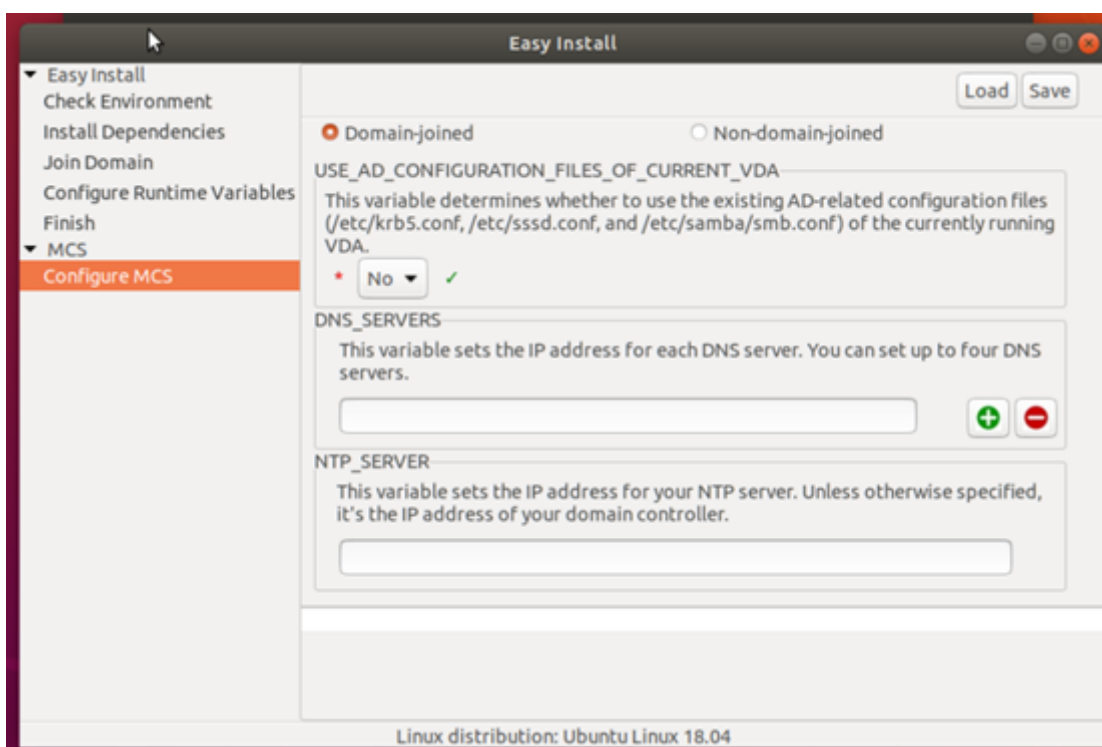 Easy Install
Easy Install
Check Environment
Install Dependencies
Join Domain
Configure Runtime Variables
Finish
MCS
Configure MCS
Load Save
Domain-joined Non-domain-joined
USE_AD_CONFIGURATION_FILES_OF_CURRENT_VDA
This variable determines whether to use the existing AD-related configuration files
(/etc/krb5.conf, /etc/sssd.conf, and /etc/samba/smb.conf) of the currently running
VDA.
* No
DNS_SERVERS
This variable sets the IP address for each DNS server. You can set up to four DNS
servers.
NTP_SERVER
This variable sets the IP address for your NTP server. Unless otherwise specified,
it's the IP address of your domain controller.
Linux distribution: Ubuntu Linux 18.04